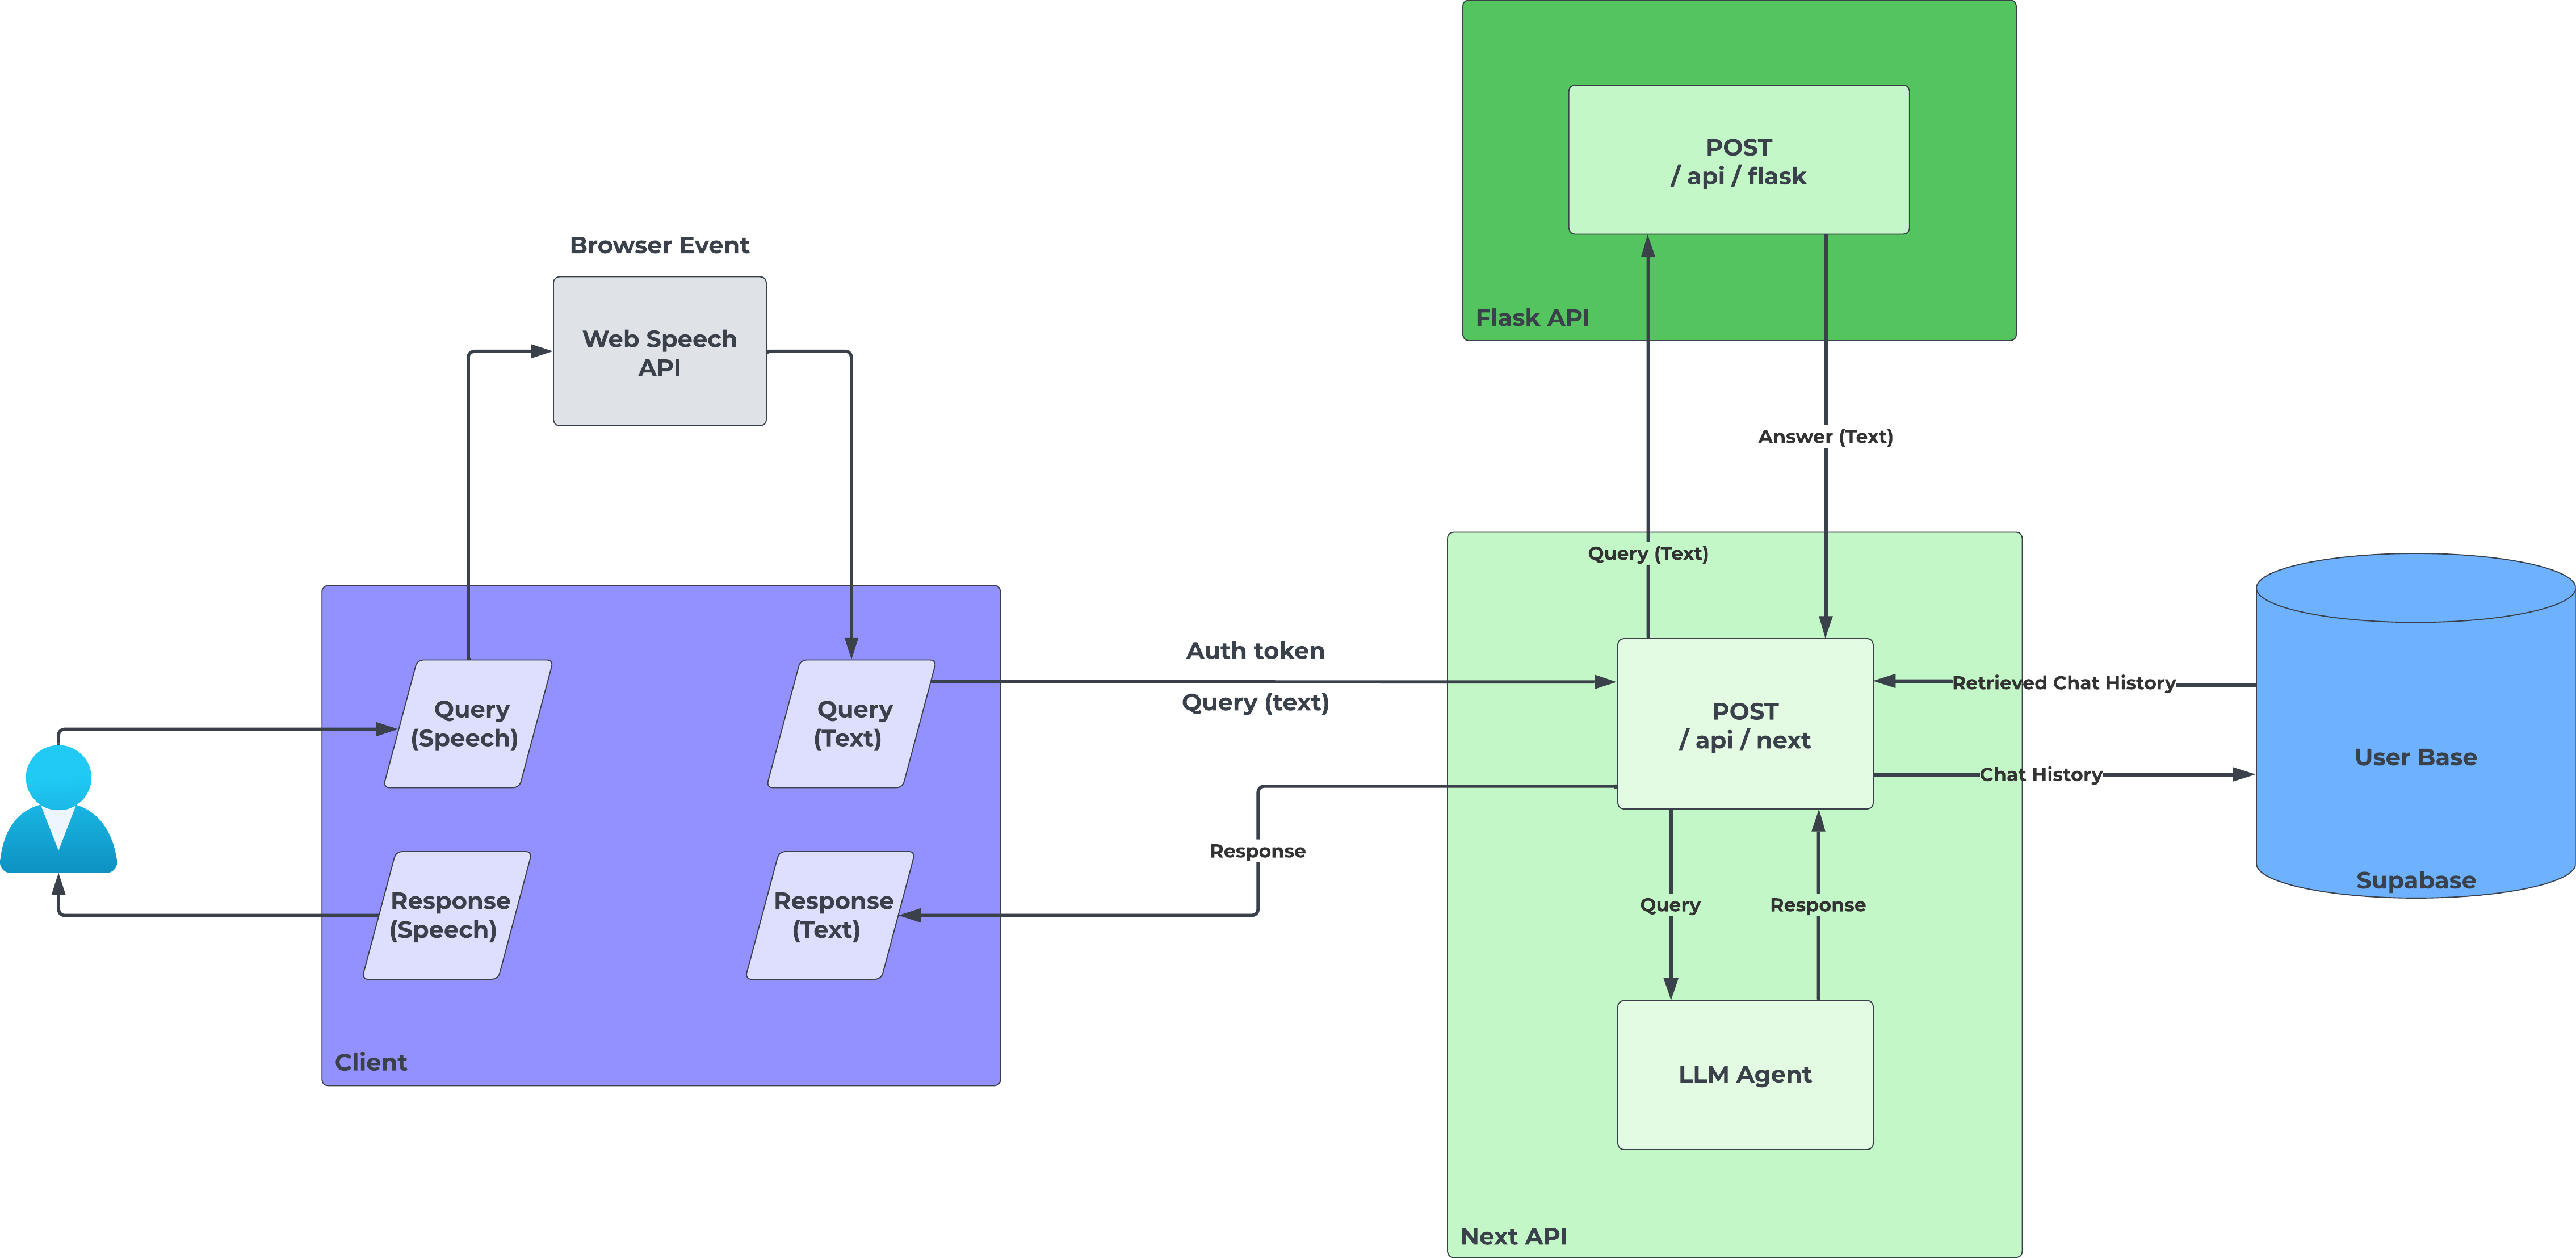 POST
/ api / flask
Flask API
Browser Event
Web Speech
API
Answer (Text)
Query (Text)
Auth token
Query (text)
Query
(Speech)
Query
(Text)
POST
/ api / next
Retrieved Chat History
Chat History
User Base
Supabase
Response
Response
(Speech)
Response
(Text)
Query
Response
LLM Agent
Client
Next API